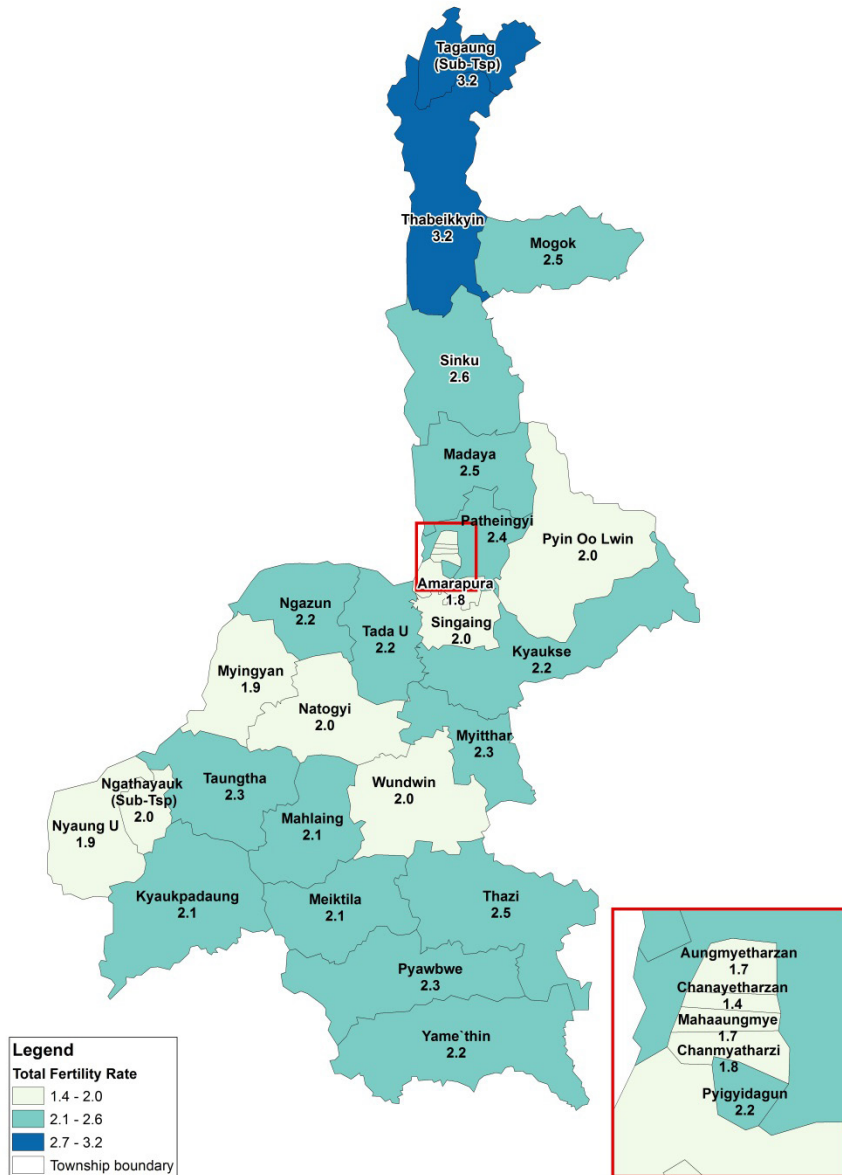 Tagaung
(Sub-Tsp)
3.2
Thabeikkyin
3.2
Mogok
2.5
Sinku
2.6
Madaya
2.5
Patheingyi
2.4
Pyin Oo Lwin
2.0
Amarapura
1.8
Singaing
2.0
Ngazun
2.2
Tada U
2.2
Kyaukse
2.2
Myingyan
1.9
Natogyi
2.0
Myitthar
2.3
Ngathayauk
(Sub-Tsp)
2.0
Taungtha
2.3
Wundwin
2.0
Nyaung U
1.9
Mahlaing
2.1
Kyaukpadaung
2.1
Meiktila
2.1
Thazi
2.5
Pyawbwe
2.3
Yame`thin
2.2
Aungmyetharzan
1.7
Chanayetharzan
1.4
Mahaaungmye
1.7
Chanmyatharzi
1.8
Pyigyidagun
2.2
Legend
Total Fertility Rate
1.4 - 2.0
2.1 - 2.6
2.7 - 3.2
Township boundary